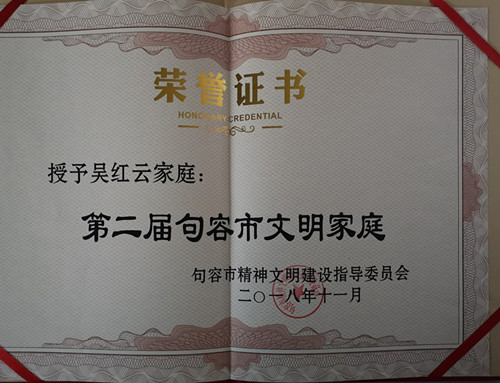 荣誉证书
HONORARY CREDENTIAL
授予吴红云家庭：
第二届句容市文明家庭
句容市精神文明建设指导委员会
二〇一八年十一月